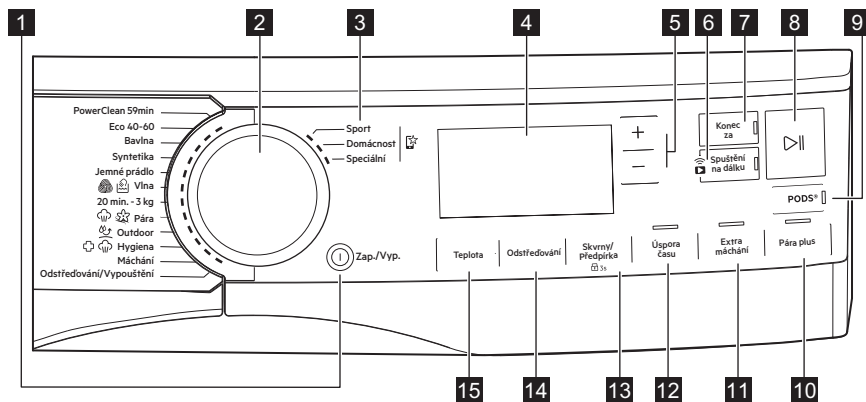 1
2
3
4
5
6
7
8
9
PowerClean 59min
Eco 40-60
Bavlna
Syntetika
Jemné prádlo
Vlna
20 min. - 3 kg
Pára
Outdoor
Hygiena
Máchání
Odstřeďování/Vypouštění
Sport
Domácnost
Speciální
Zap./Vyp.
+
−
Konec
za
Spuštění
na dálku
PODS®
Teplota
Odstřeďování
Skvrny/
Předpírka
3s
Úspora
času
Extra
máchání
Pára plus
15
14
13
12
11
10